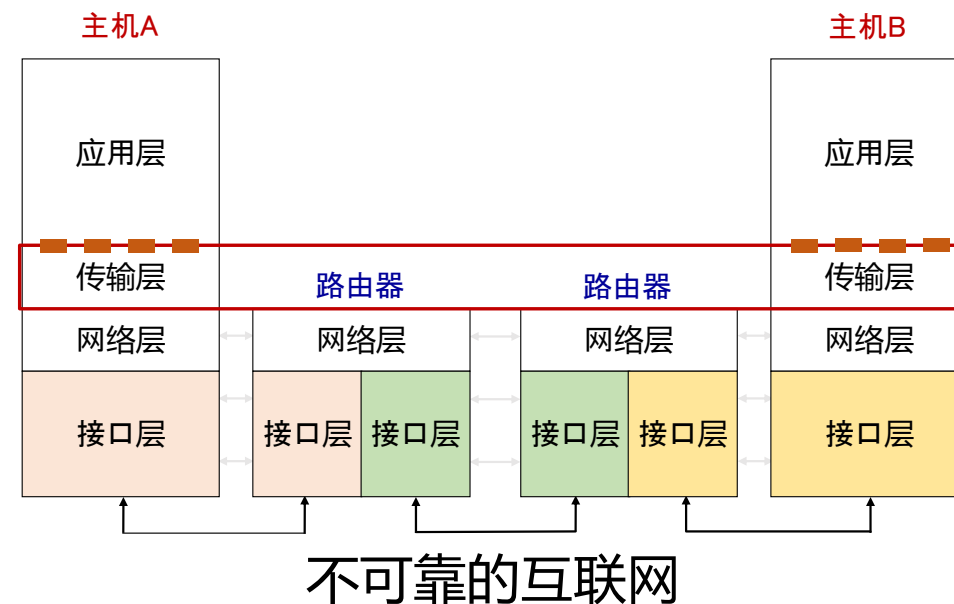 主机A 主机B
应用层 应用层
传输层 路由器 路由器 传输层
网络层 网络层 网络层 网络层
接口层 接口层 接口层 接口层 接口层 接口层
不可靠的互联网